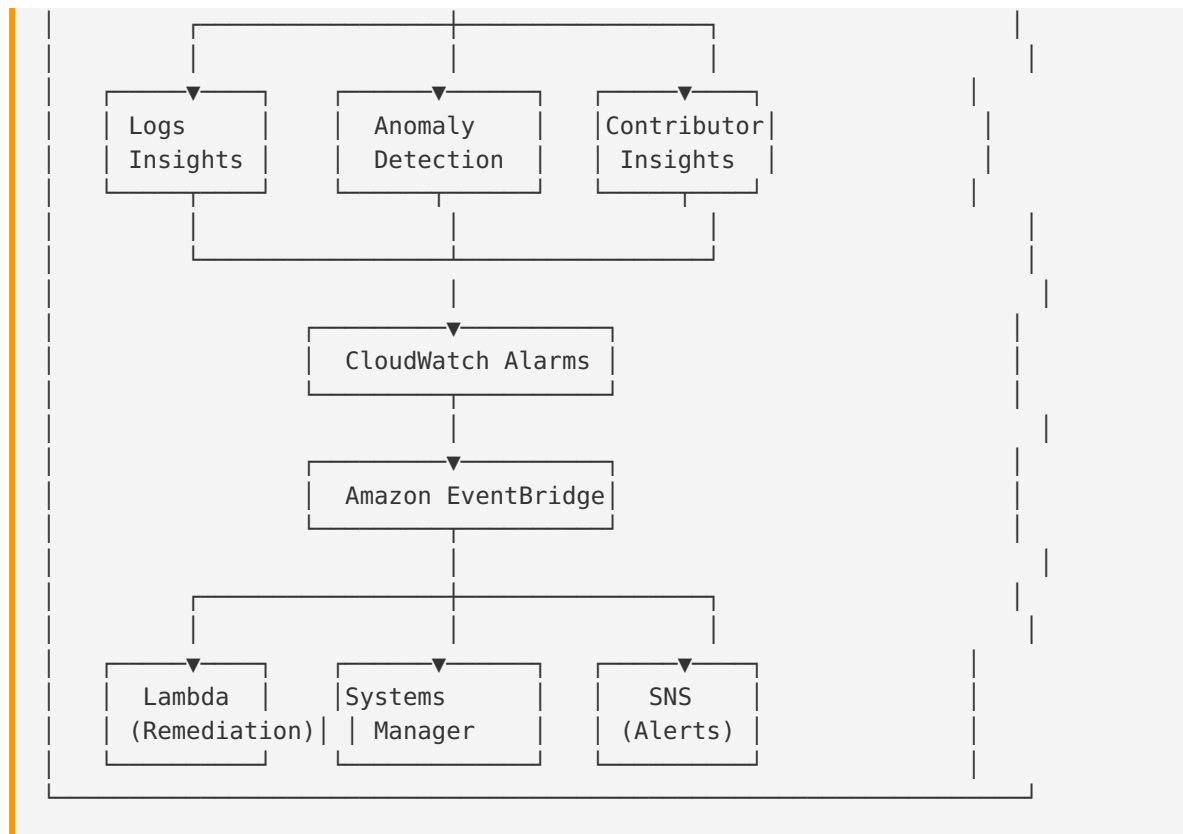 Logs Anomaly Contributor
Insights Detection Insights
CloudWatch Alarms
Amazon EventBridge
Lambda Systems SNS
(Remediation) Manager (Alerts)